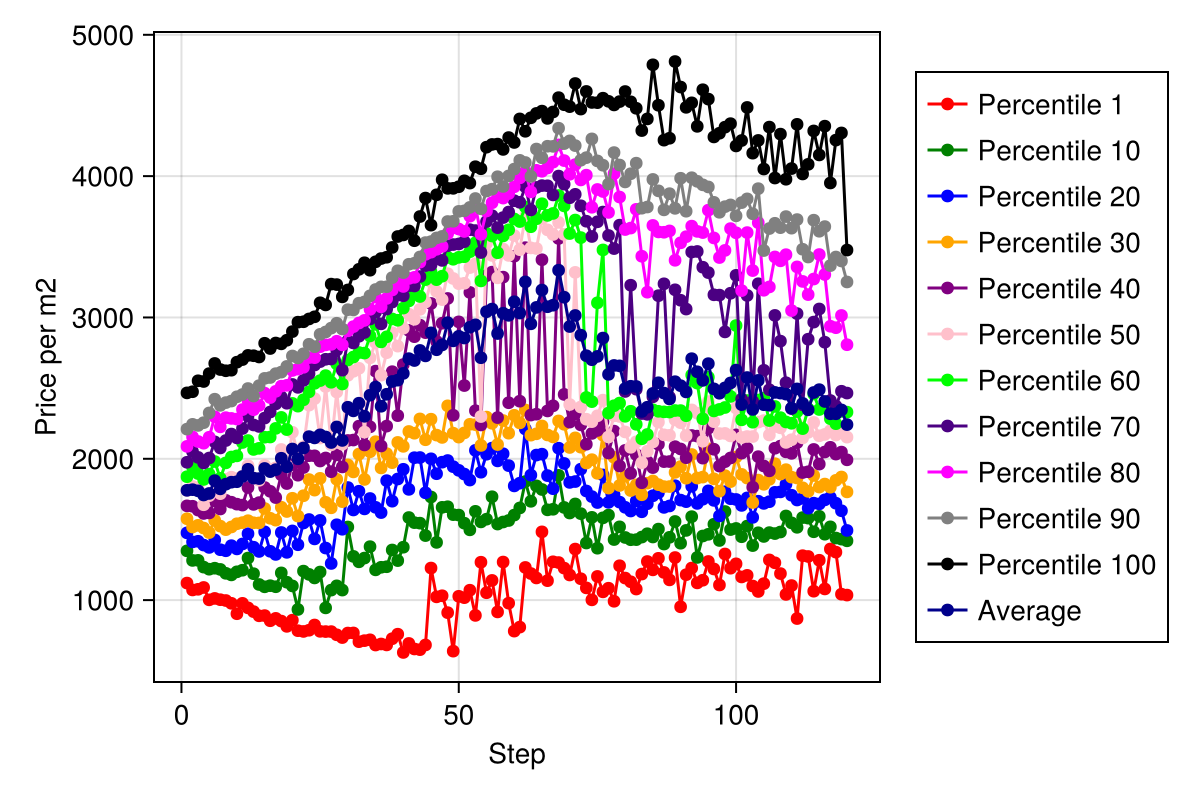 5000
4000
3000
2000
1000
Price per m2
0
50
100
Step
Percentile 1
Percentile 10
Percentile 20
Percentile 30
Percentile 40
Percentile 50
Percentile 60
Percentile 70
Percentile 80
Percentile 90
Percentile 100
Average